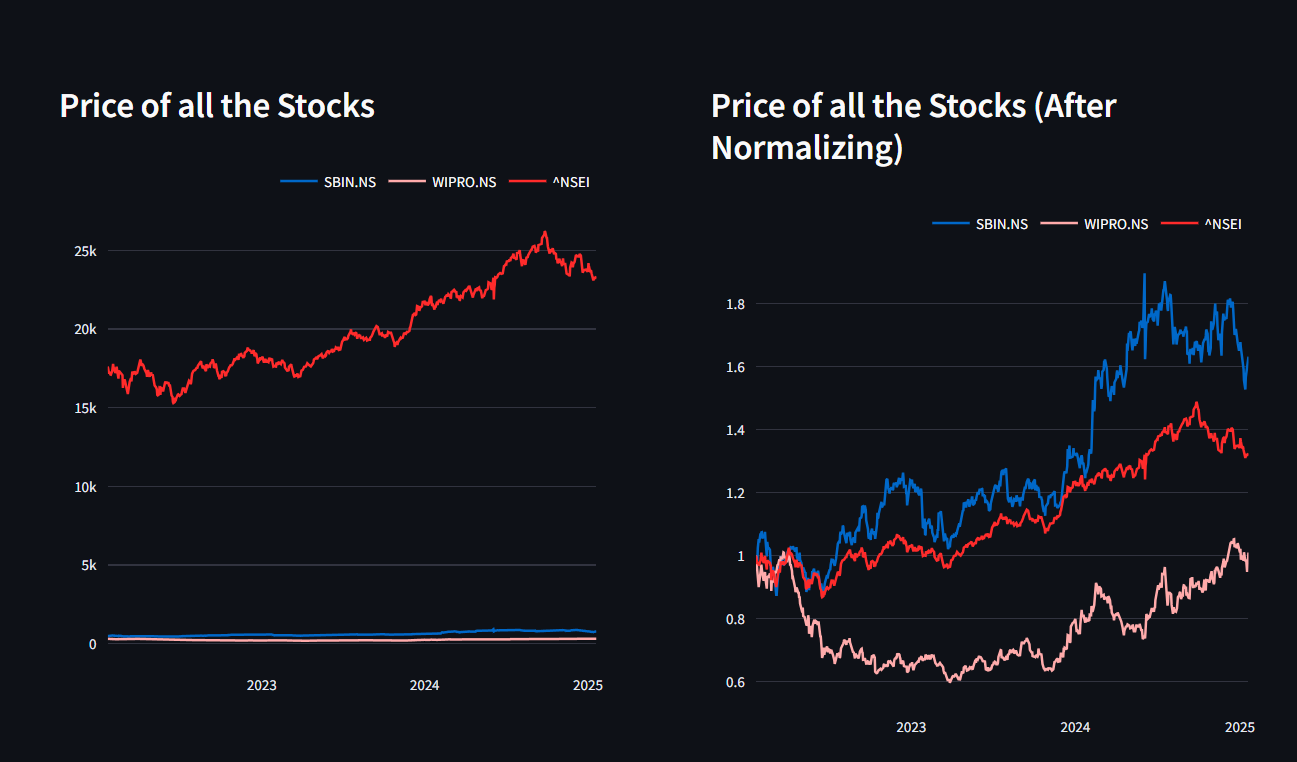 Price of all the Stocks
SBIN.NS WIPRO.NS ^NSEI
25k
20k
15k
10k
5k
0
2023 2024 2025
Price of all the Stocks (After
Normalizing)
SBIN.NS WIPRO.NS ^NSEI
1.8
1.6
1.4
1.2
1
0.8
0.6
2023 2024 2025